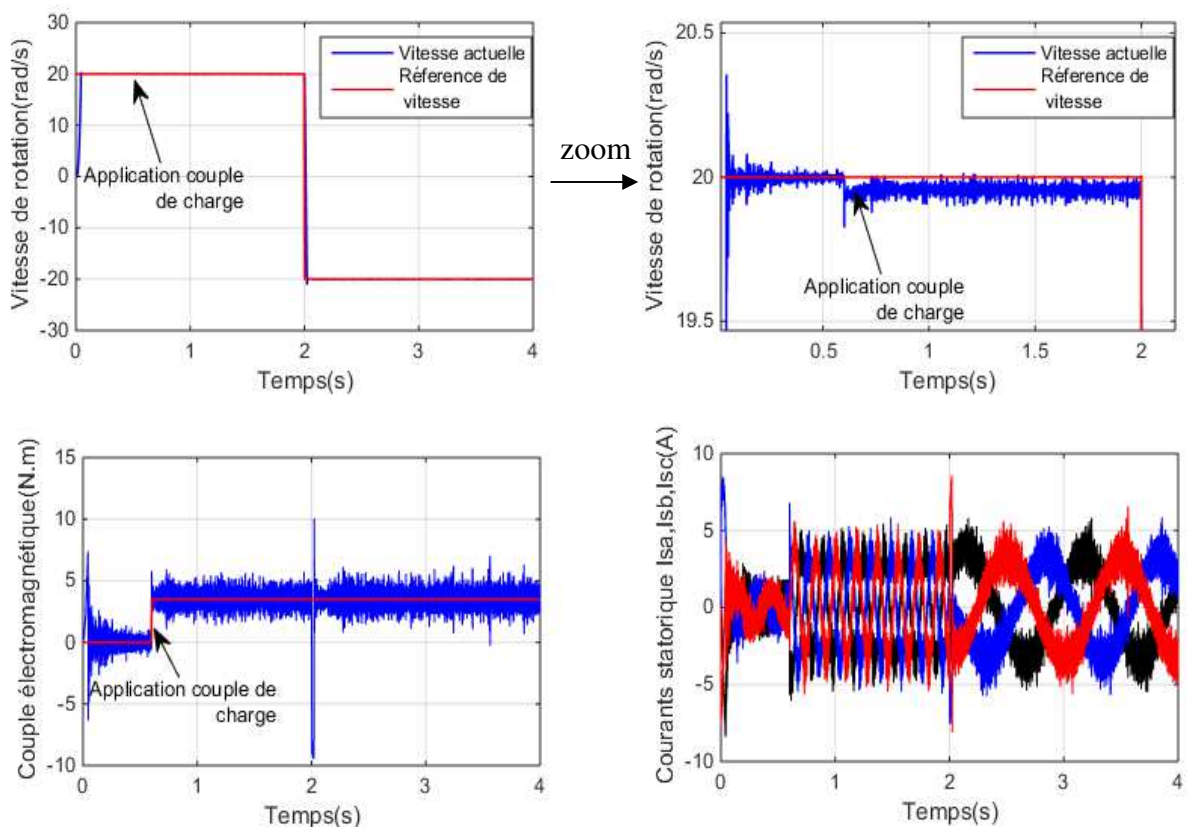 30
20
10
0
-10
-20
-30
Vitesse de rotation(rad/s)
Vitesse actuelle
Réference de
vitesse
Application couple
de charge
0
1
2
3
4
Temps(s)
zoom
20.5
20
19.5
Vitesse de rotation(rad/s)
Vitesse actuelle
Réference de
vitesse
Application couple
de charge
0.5
1
1.5
2
Temps(s)
15
10
5
0
-5
-10
Couple électromagnétique(N.m)
Application couple de
charge
0
1
2
3
4
Temps(s)
10
5
0
-5
-10
Courants statorique Isa,Isb,Isc(A)
0
1
2
3
4
Temps(s)